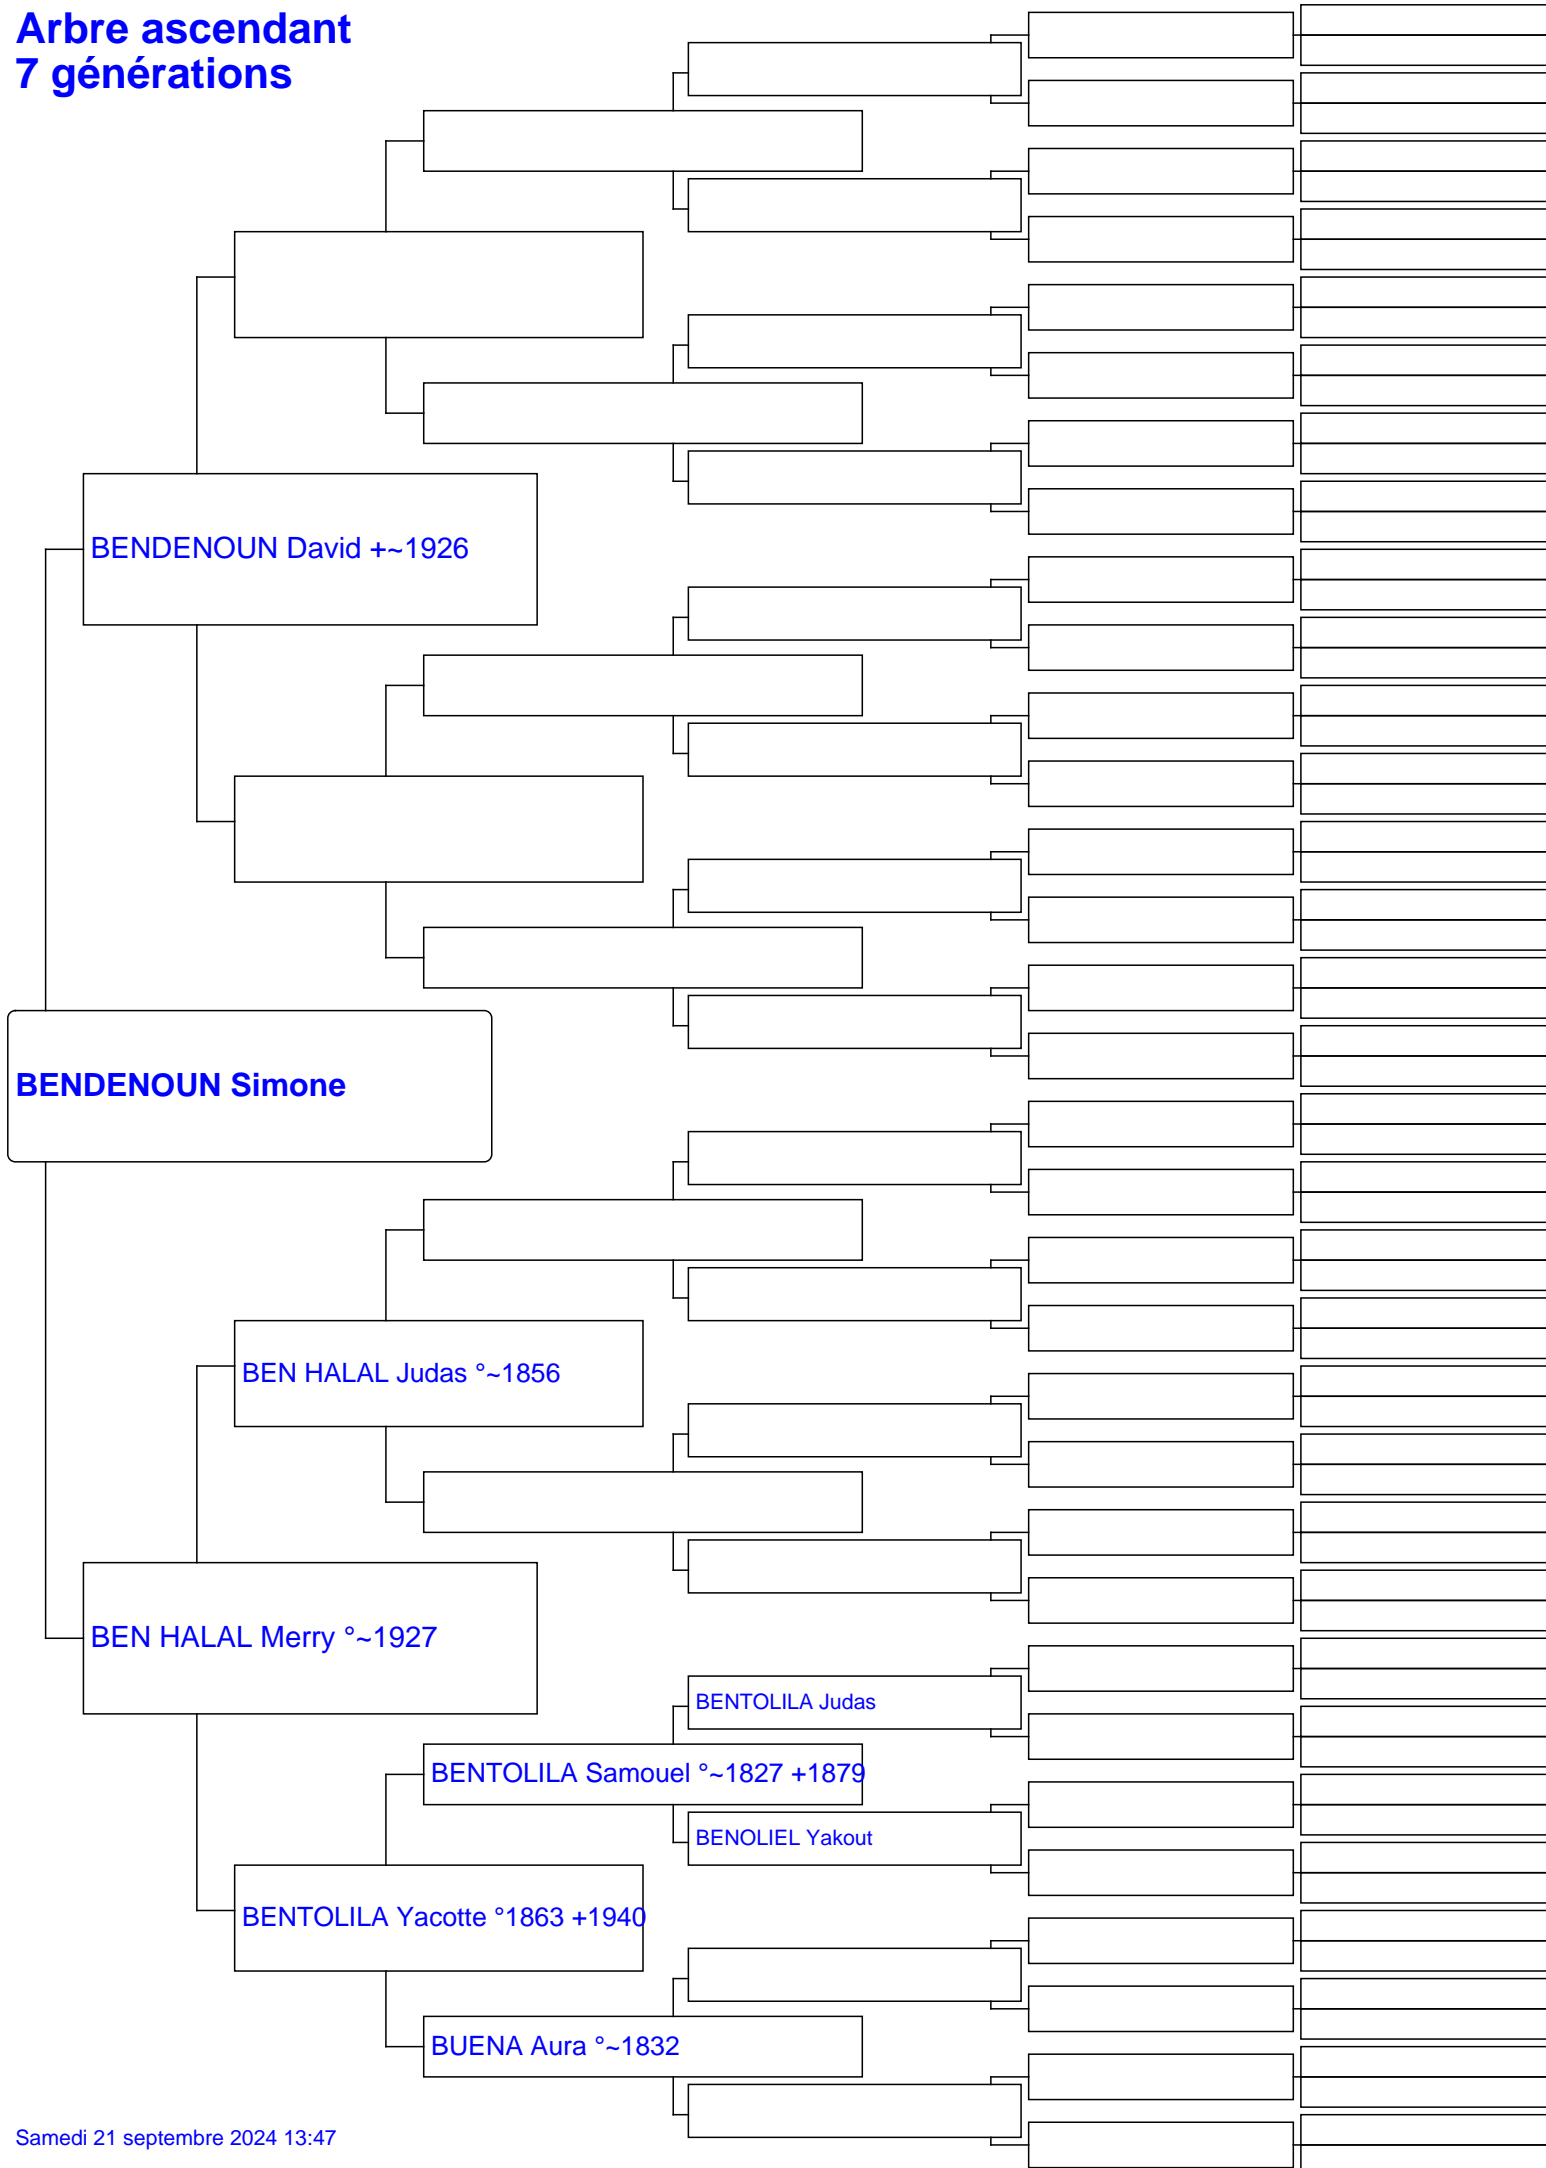 Arbre ascendant
7 générations
BENDENOUN David +~1926
BENDENOUN Simone
BEN HALAL Judas °~1856
BEN HALAL Merry °~1927
BENTOLILA Judas
BENTOLILA Samouel °~1827 +1879
BENOLIEL Yakout
BENTOLILA Yacotte °1863 +1940
BUENA Aura °~1832
Samedi 21 septembre 2024 13:47